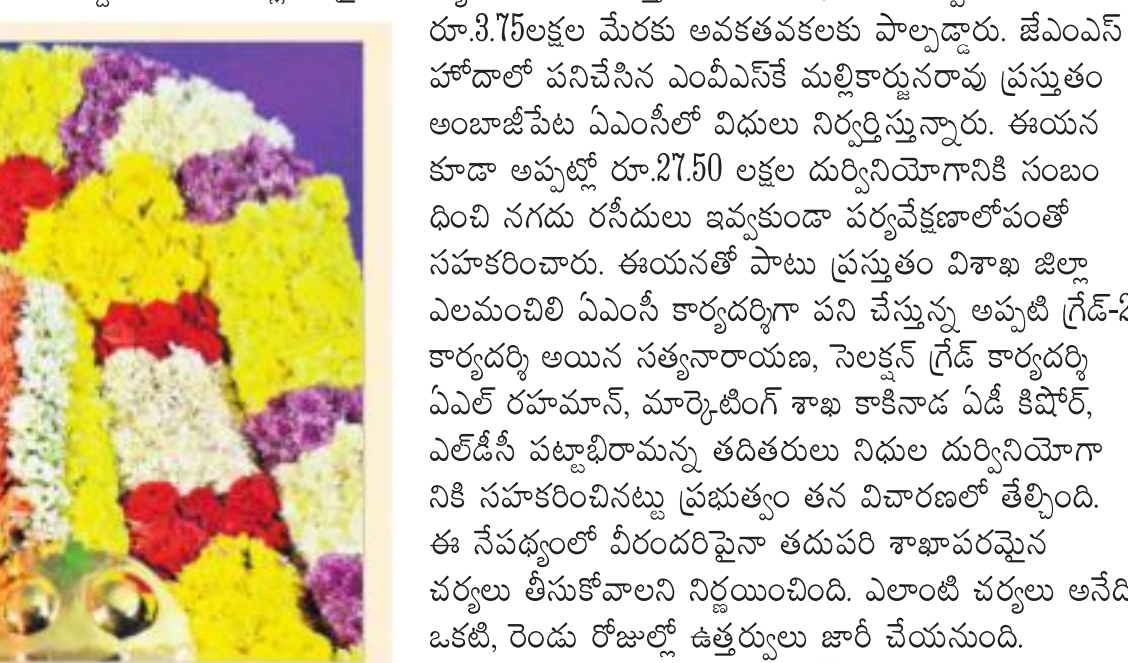 రూ.3.75లక్షల మేరకు అవకతవకలకు పాల్పడ్డారు. జేఎంఎస్
హోదాలో పనిచేసిన ఎంవీఎస్‌కే మల్లికార్జునరావు ప్రస్తుతం
అంబాజీపేట ఏఎంసీలో విధులు నిర్వర్తిస్తున్నారు. ఈయన
కూడా అప్పట్లో రూ.27.50 లక్షల దుర్వినియోగానికి సంబం
ధించి నగదు రసీదులు ఇవ్వకుండా పర్యవేక్షణాలోపంతో
సహకరించారు. ఈయనతో పాటు ప్రస్తుతం విశాఖ జిల్లా
ఎలమంచిలి ఏఎంసీ కార్యదర్శిగా పని చేస్తున్న అప్పటి గ్రేడ్-2
కార్యదర్శి అయిన సత్యనారాయణ, సెలక్షన్ గ్రేడ్ కార్యదర్శి
ఏఎల్ రహమాన్, మార్కెటింగ్ శాఖ కాకినాడ ఏడీ కిషోర్,
ఎల్‌డీసీ పట్టాభిరామన్న తదితరులు నిధుల దుర్వినియోగా
నికి సహకరించినట్టు ప్రభుత్వం తన విచారణలో తేల్చింది.
ఈ నేపథ్యంలో వీరందరిపైనా తదుపరి శాఖాపరమైన
చర్యలు తీసుకోవాలని నిర్ణయించింది. ఎలాంటి చర్యలు అనేది
ఒకటి, రెండు రోజుల్లో ఉత్తర్వులు జారీ చేయనుంది.